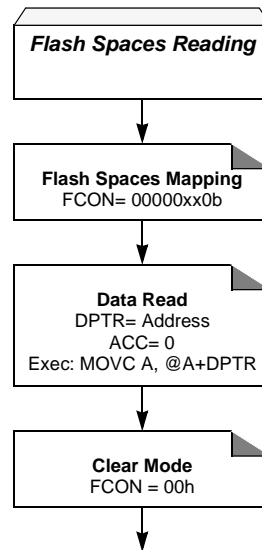 Flash Spaces Reading
Flash Spaces Mapping
FCON= 00000xx0b
Data Read
DPTR= Address
ACC= 0
Exec: MOVC A, @A+DPTR
Clear Mode
FCON = 00h